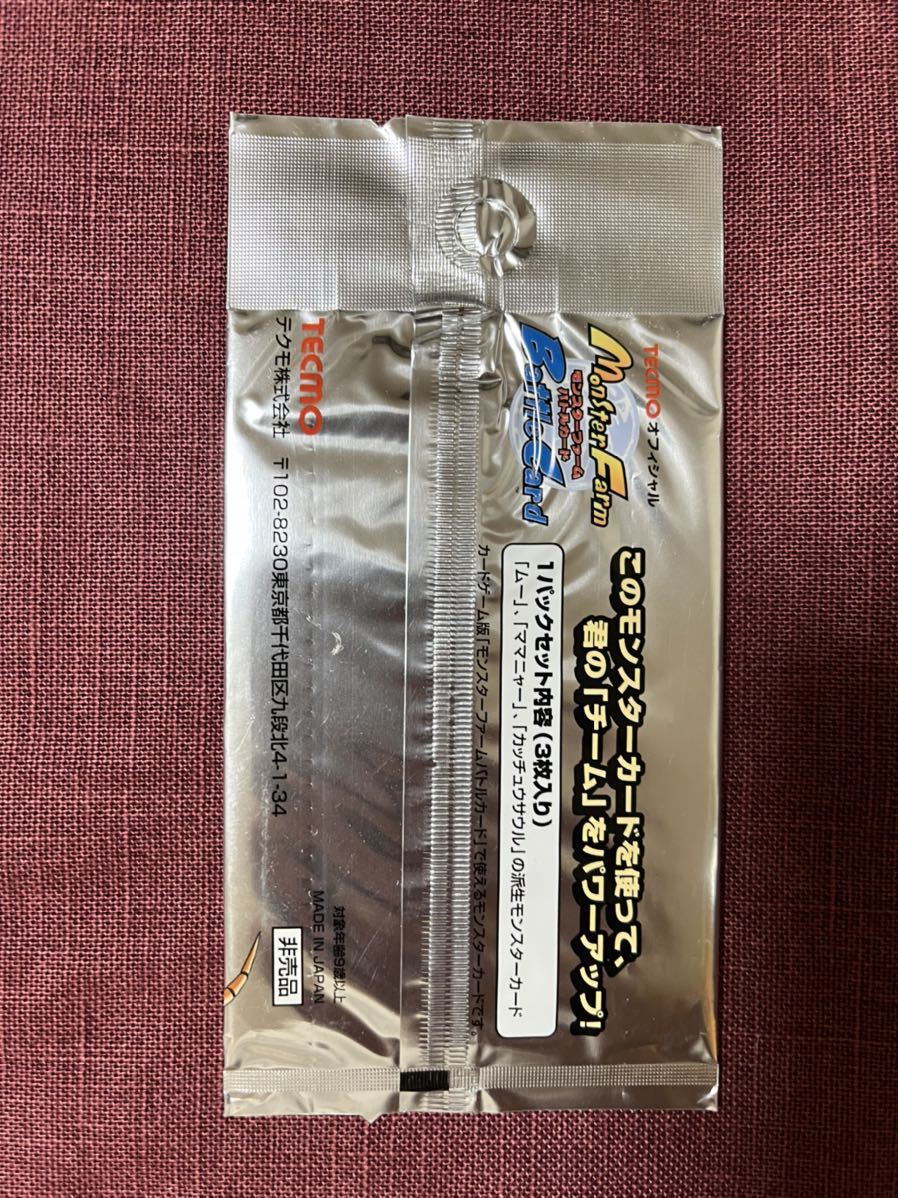 TECMOオフィシャル
Monster Farm
モンスターファーム
バトルカード
Battle Card
このモンスターカードを使って、
君の「チーム」をパワーアップ!
1パックセット内容(3枚入り)
「ムー」、「ママニャー」、「カッチュウサウル」の派生モンスターカード
カードゲーム版「モンスターファームバトルカード」で使えるモンスターカードです。
TECMO
テクモ株式会社 〒102-8230東京都千代田区九段北4-1-34
対象年齢9歳以上
MADE IN JAPAN
非売品